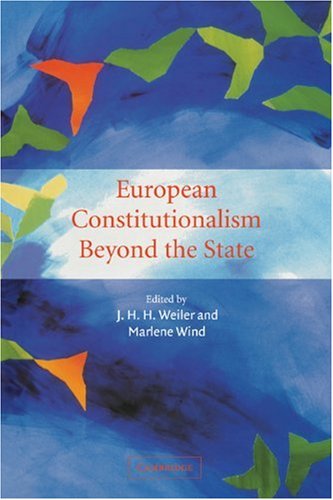 European
Constitutionalism
Beyond the State
Edited by
J. H. H. Weiler and
Marlene Wind
CAMBRIDGE